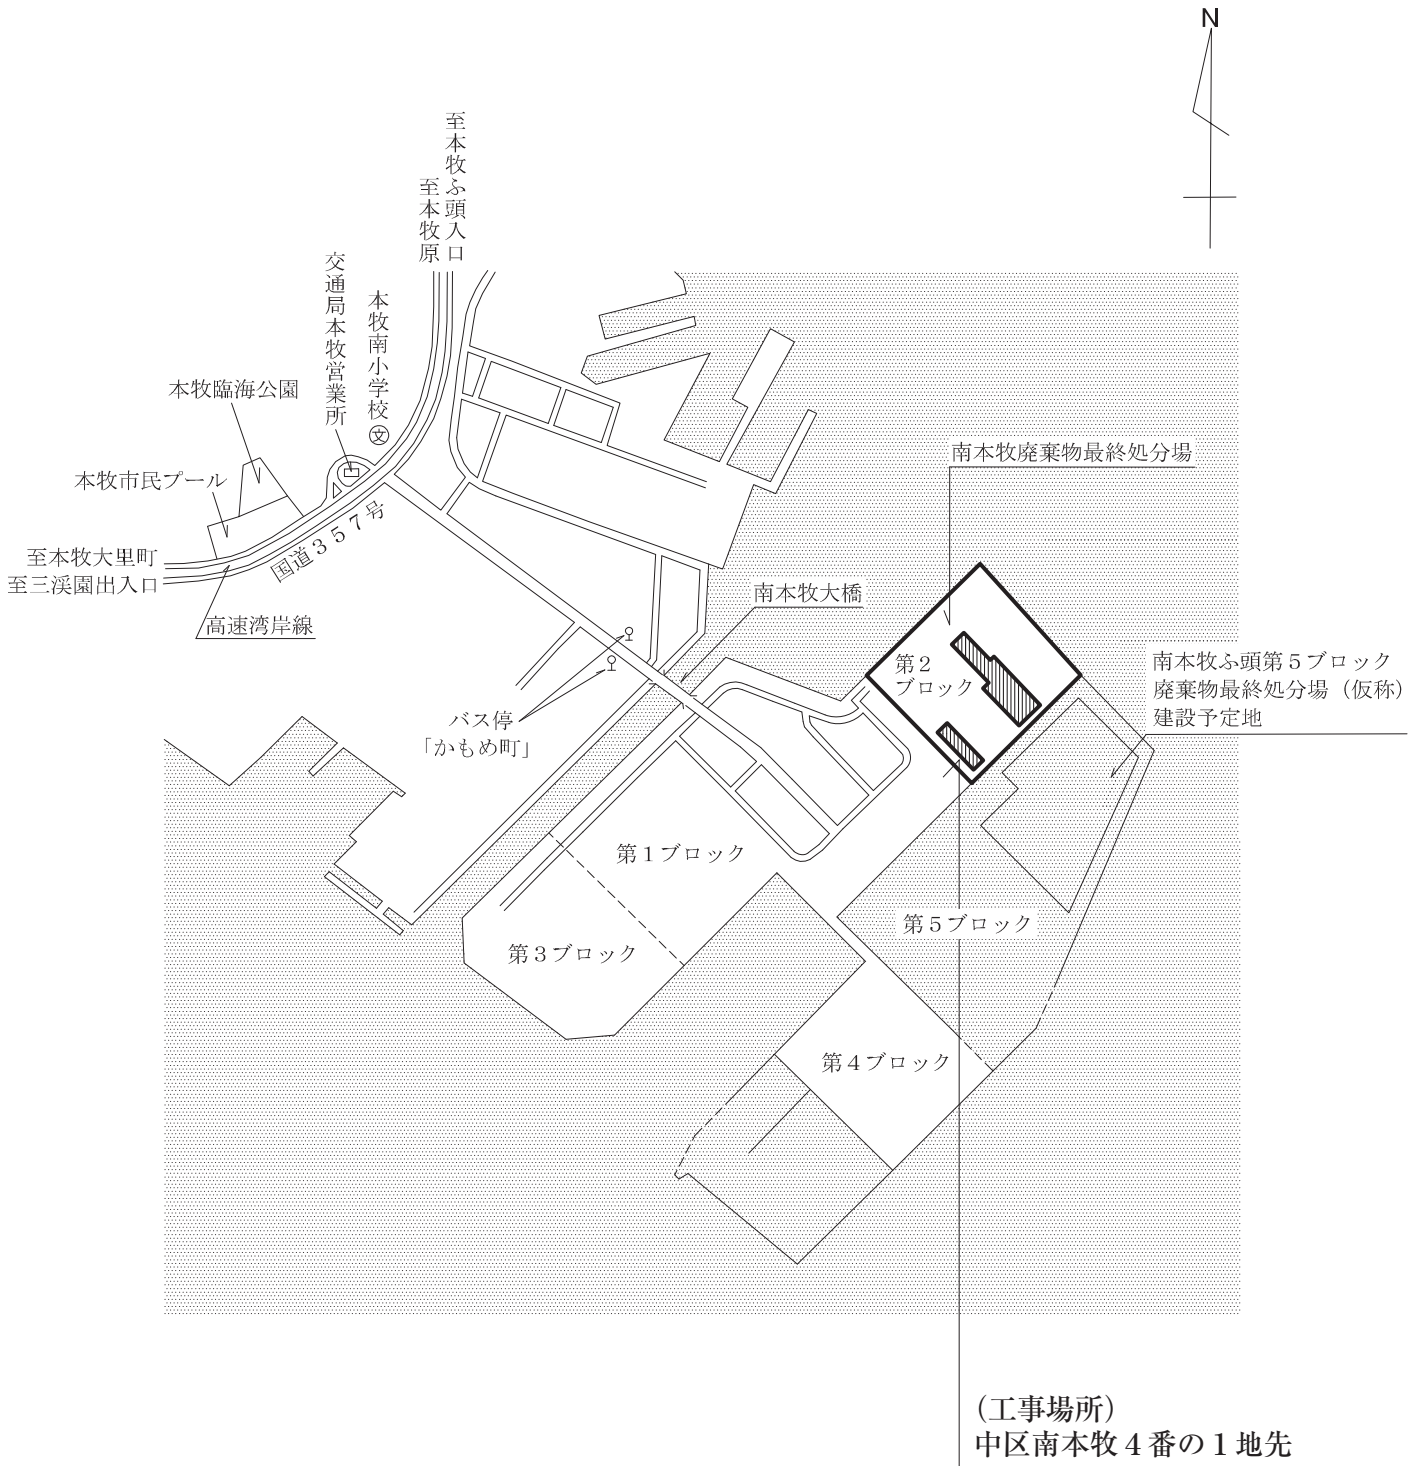 N
至本牧ふ頭入口
至本牧原
交通局本牧営業所
本牧南小学校
文
本牧臨海公園
本牧市民プール
国道３５７号
至本牧大里町
至三渓園出入口
高速湾岸線
南本牧廃棄物最終処分場
南本牧大橋
第２
ブロック
南本牧ふ頭第５ブロック
廃棄物最終処分場（仮称）
建設予定地
バス停
「かもめ町」
第１ブロック
第３ブロック
第５ブロック
第４ブロック
（工事場所）
中区南本牧４番の１地先